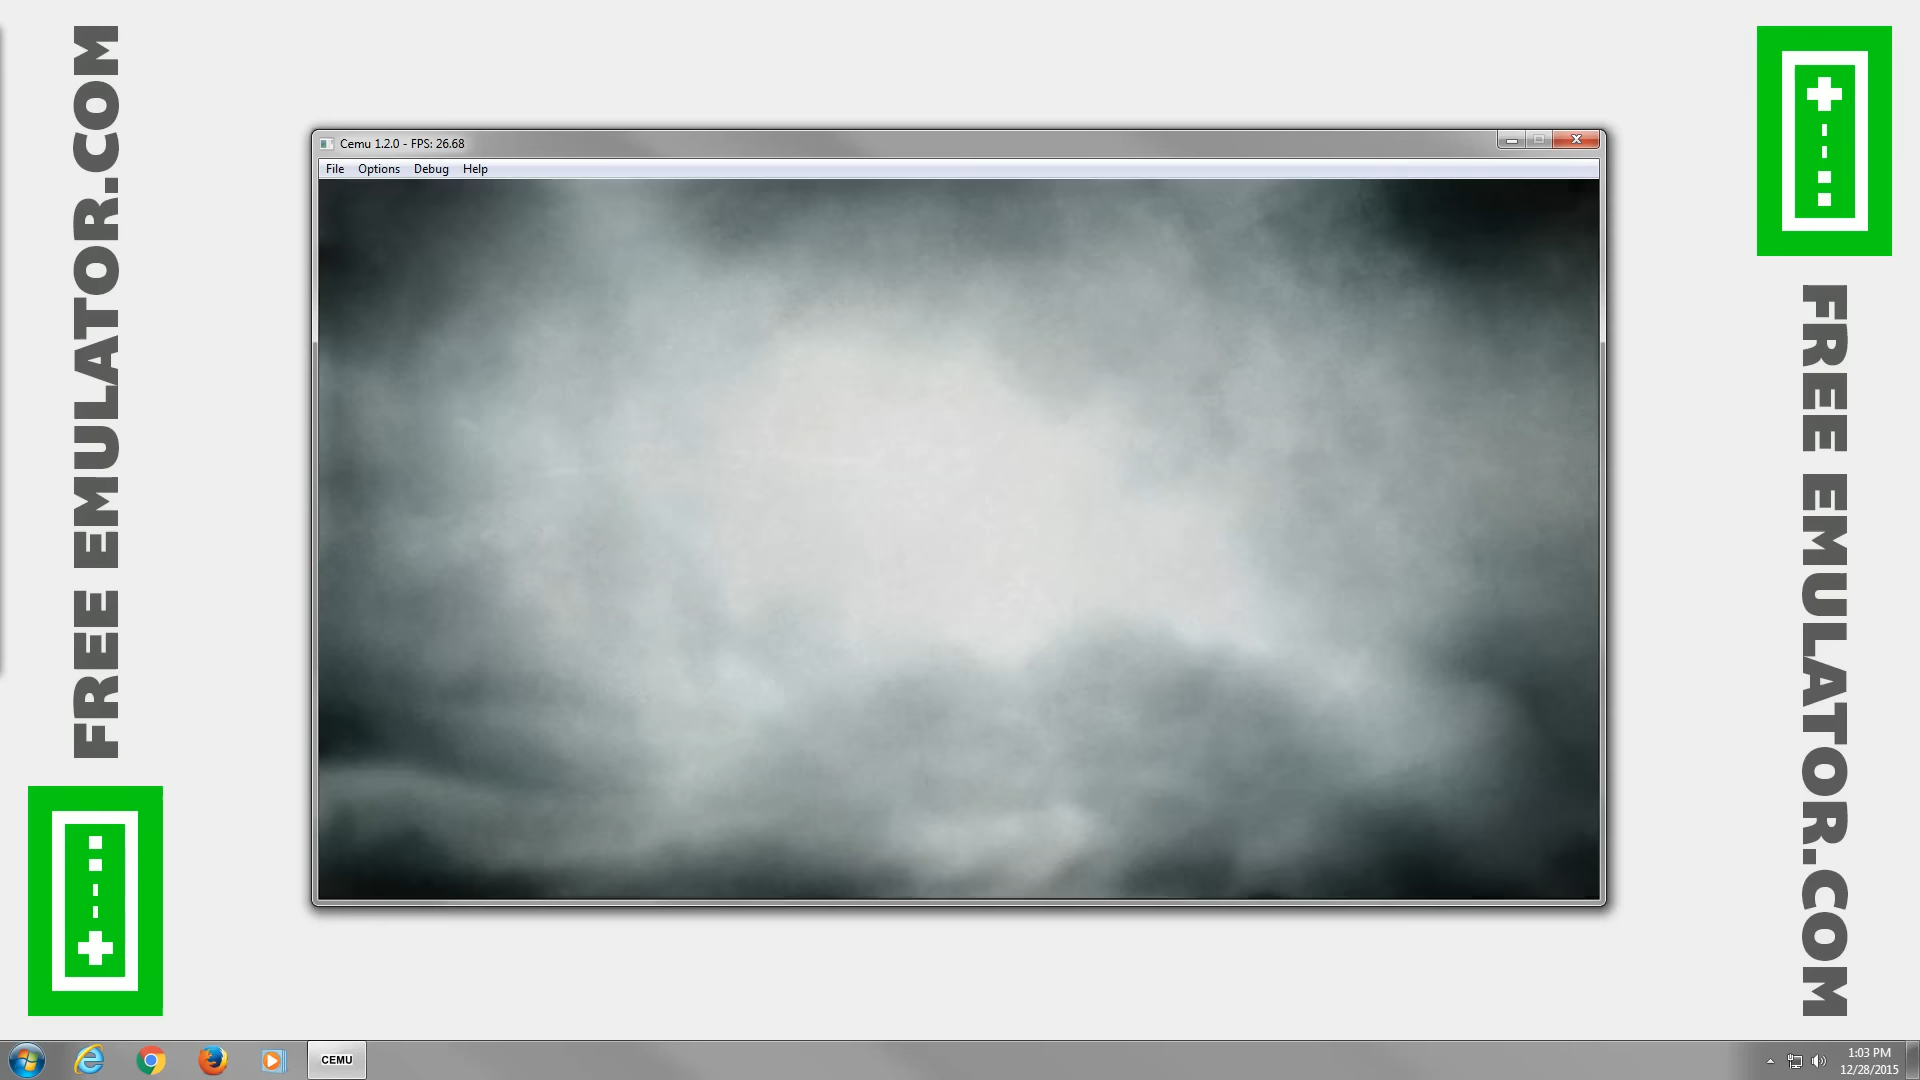 FREE EMULATOR.COM
Cemu 1.2.0 - FPS: 26.68
File Options Debug Help
FREE EMULATOR.COM
CEMU
1:03 PM
12/28/2015